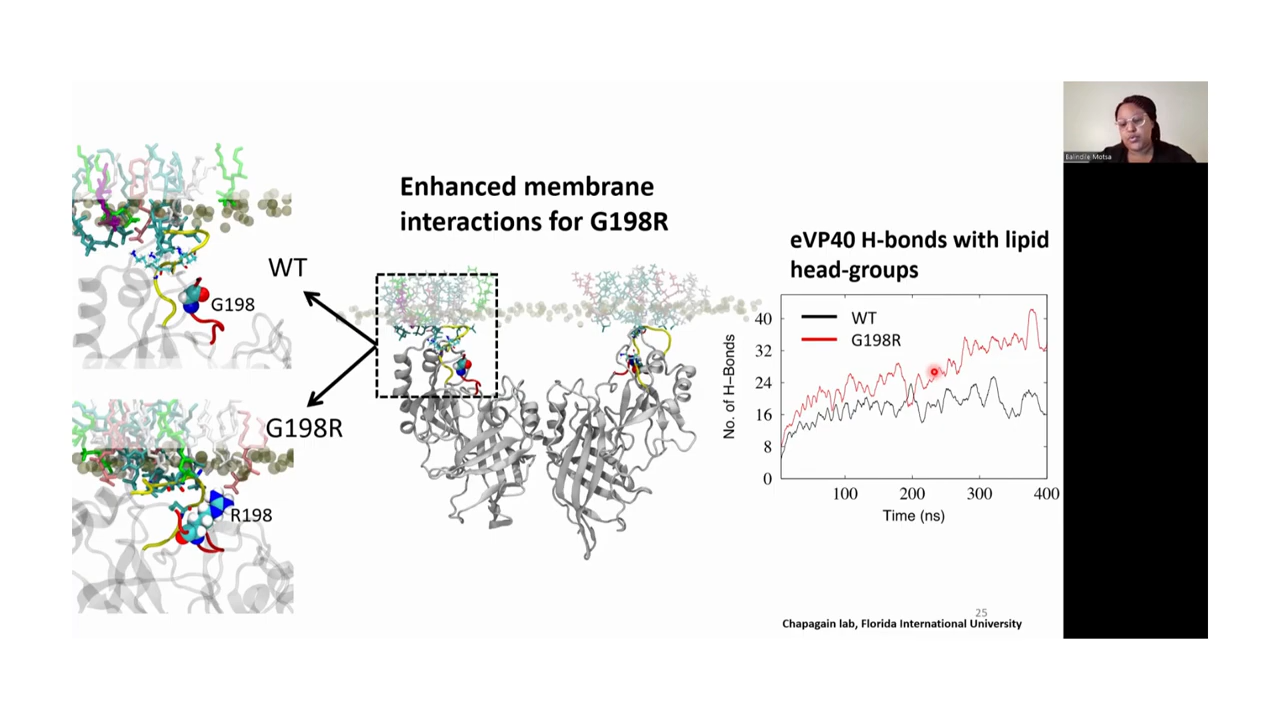 Enhanced membrane
interactions for G198R
WT
G198
G198R
R198
eVP40 H-bonds with lipid
head-groups
WT
G198R
No. of H–Bonds
40
32
24
16
8
0
100
200
300
400
Time (ns)
25
Chapagain lab, Florida International University
Ealindile Motsa